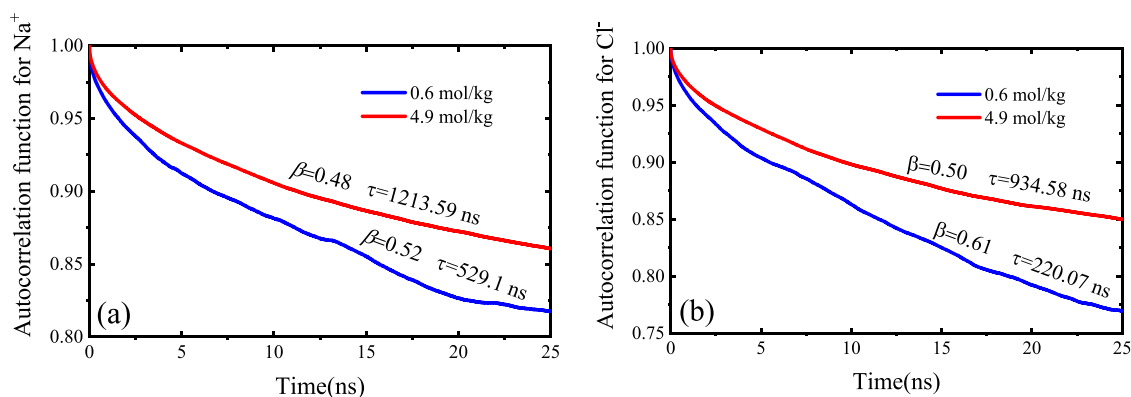 Autocorrelation function for Na⁺
1.00
0.95
0.90
0.85
0.80
0.6 mol/kg
4.9 mol/kg
β=0.48 τ=1213.59 ns
β=0.52 τ=529.1 ns
(a)
0 5 10 15 20 25
Time(ns)
Autocorrelation function for Cl⁻
1.00
0.95
0.90
0.85
0.80
0.75
0.6 mol/kg
4.9 mol/kg
β=0.50 τ=934.58 ns
β=0.61 τ=220.07 ns
(b)
0 5 10 15 20 25
Time(ns)